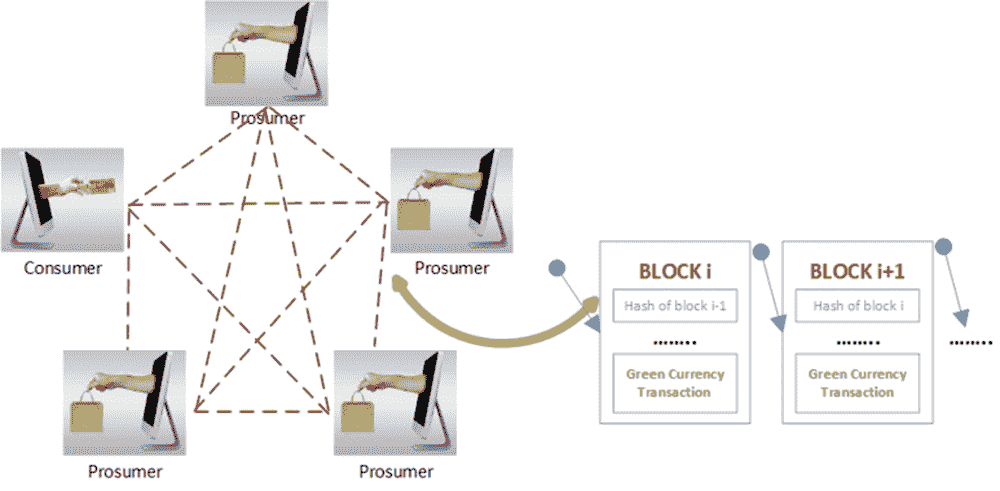 Prosumer
Consumer
Prosumer
Prosumer
Prosumer
BLOCK i
Hash of block i-1
........
Green Currency
Transaction
BLOCK i+1
Hash of block i
........
Green Currency
Transaction
........